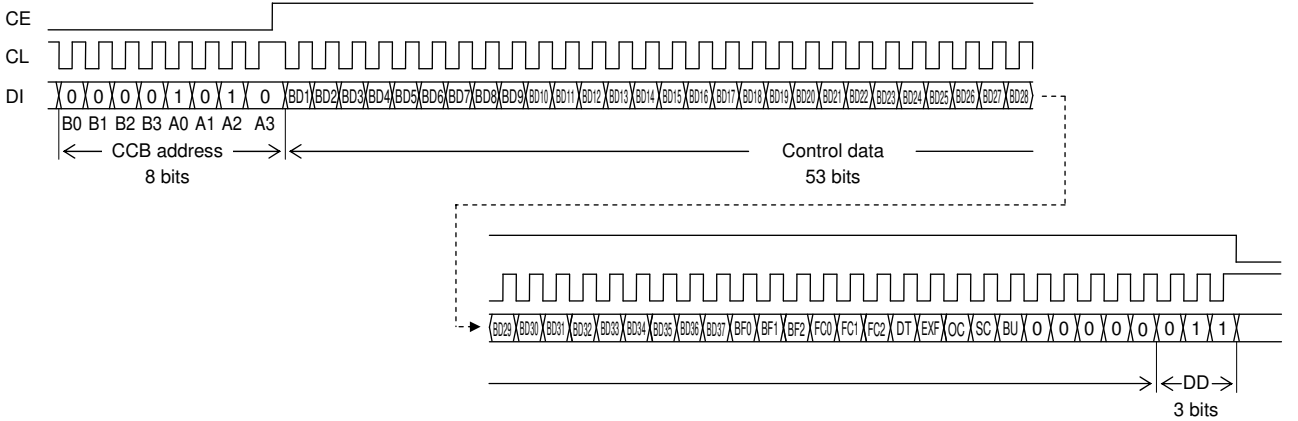 CE
CL
DI 0 0 0 0 1 0 1 0 BD1 BD2 BD3 BD4 BD5 BD6 BD7 BD8 BD9 BD10 BD11 BD12 BD13 BD14 BD15 BD16 BD17 BD18 BD19 BD20 BD21 BD22 BD23 BD24 BD25 BD26 BD27 BD28
B0 B1 B2 B3 A0 A1 A2 A3
CCB address Control data
8 bits 53 bits
BD29 BD30 BD31 BD32 BD33 BD34 BD35 BD36 BD37 BF0 BF1 BF2 FC0 FC1 FC2 DT EXF OC SC BU 0 0 0 0 0 0 1 1
DD
3 bits